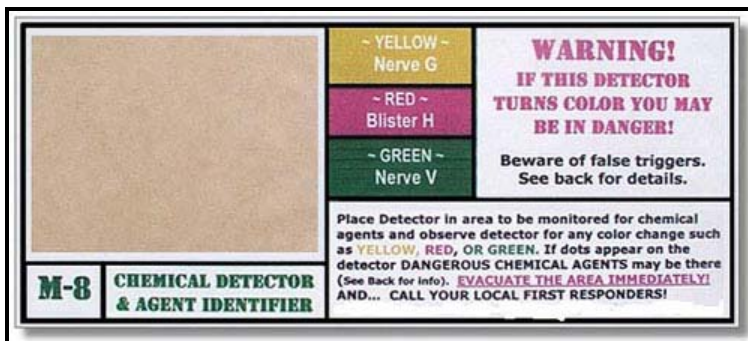 ~ YELLOW ~
Nerve G
~ RED ~
Blister H
~ GREEN ~
Nerve V
WARNING!
IF THIS DETECTOR
TURNS COLOR YOU MAY
BE IN DANGER!
Beware of false triggers.
See back for details.
Place Detector in area to be monitored for chemical
agents and observe detector for any color change such
as YELLOW, RED, OR GREEN. If dots appear on the
detector DANGEROUS CHEMICAL AGENTS may be there
(See Back for info). EVACUATE THE AREA IMMEDIATELY!
AND... CALL YOUR LOCAL FIRST RESPONDERS!
M-8
CHEMICAL DETECTOR
& AGENT IDENTIFIER